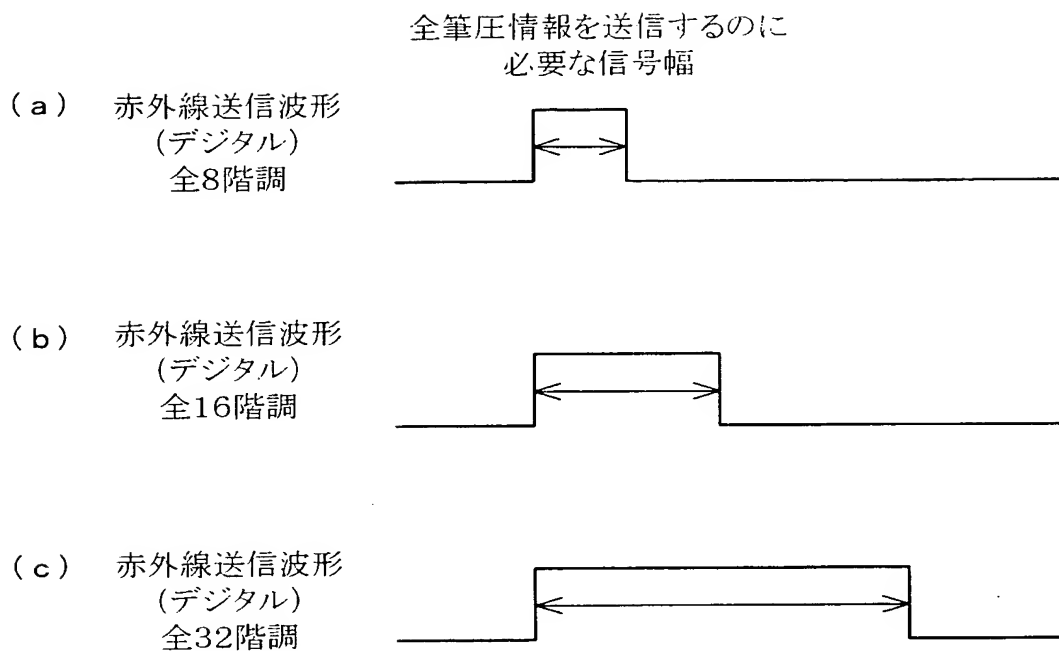 全筆圧情報を送信するのに
必要な信号幅
(a) 赤外線送信波形
(デジタル)
全8階調
(b) 赤外線送信波形
(デジタル)
全16階調
(c) 赤外線送信波形
(デジタル)
全32階調